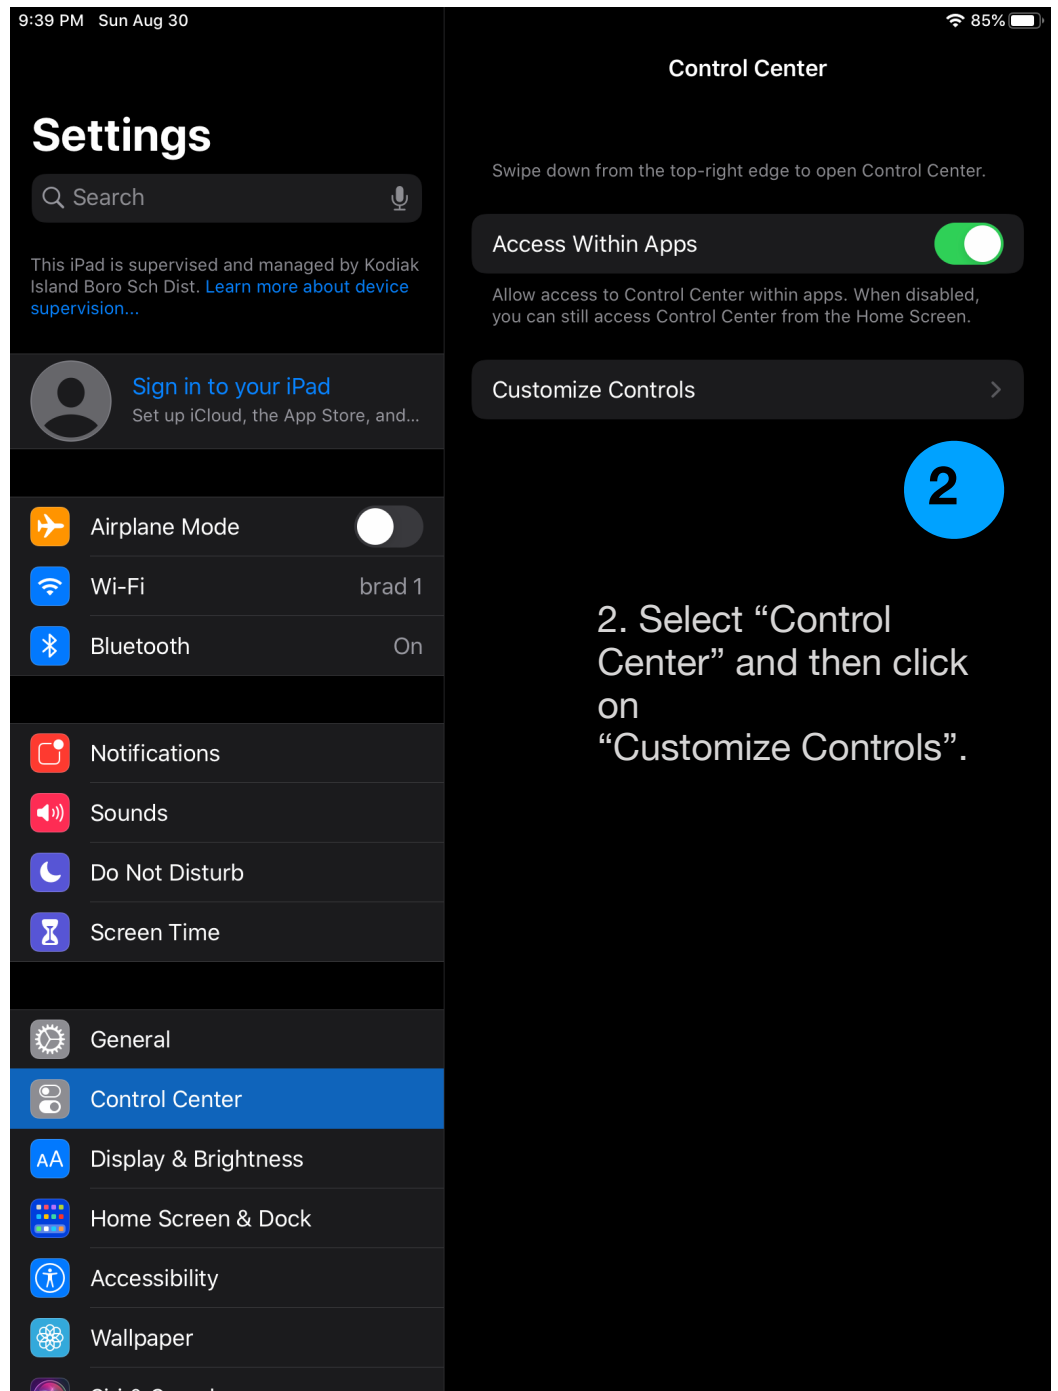 9:39 PM Sun Aug 30
85%
Settings
Search
This iPad is supervised and managed by Kodiak
Island Boro Sch Dist. Learn more about device
supervision...
Sign in to your iPad
Set up iCloud, the App Store, and...
Airplane Mode
Wi-Fi brad 1
Bluetooth On
Notifications
Sounds
Do Not Disturb
Screen Time
General
Control Center
AA Display & Brightness
Home Screen & Dock
Accessibility
Wallpaper
Control Center
Swipe down from the top-right edge to open Control Center.
Access Within Apps
Allow access to Control Center within apps. When disabled,
you can still access Control Center from the Home Screen.
Customize Controls
2
2. Select “Control
Center” and then click
on
“Customize Controls”.